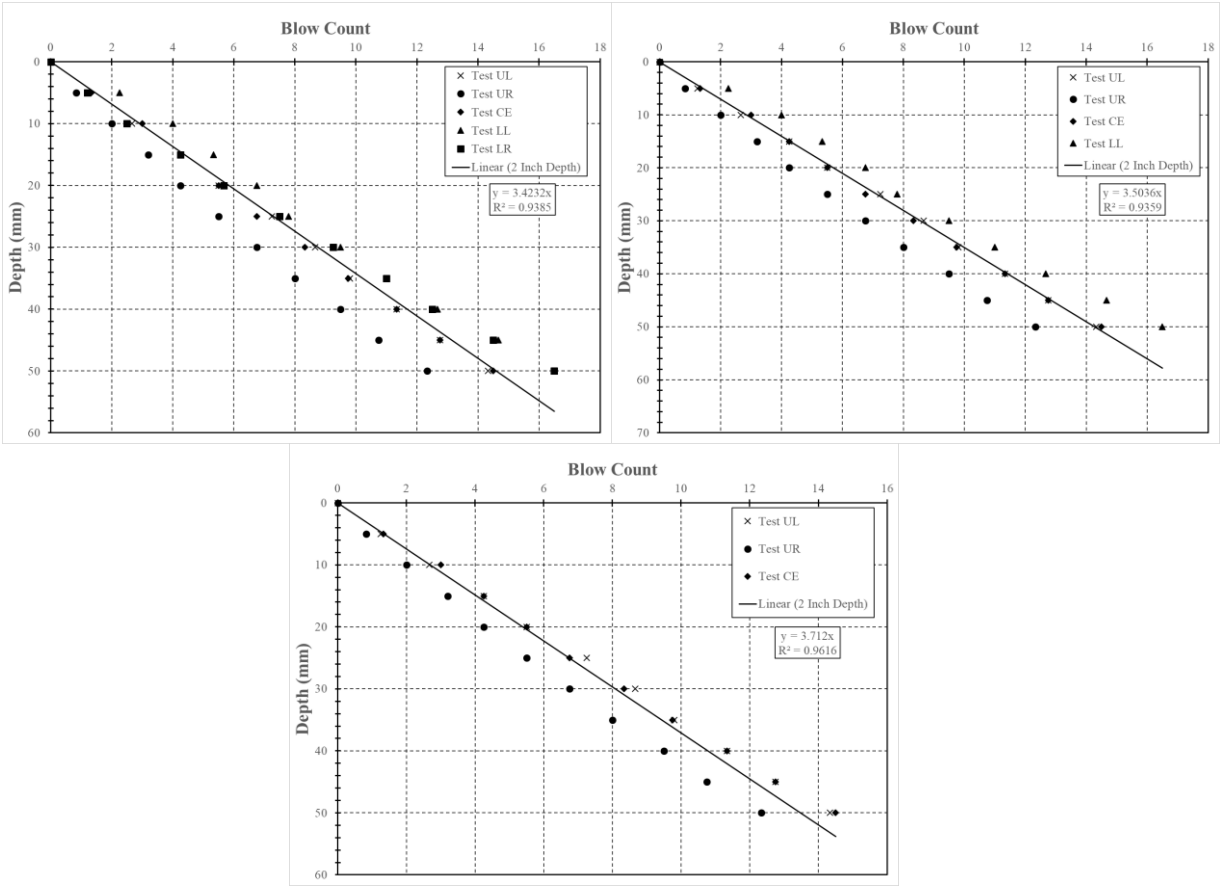 Blow Count
0 2 4 6 8 10 12 14 16 18
0
10
20
30
40
50
60
Depth (mm)
Test UL
Test UR
Test CE
Test LL
Test LR
Linear (2 Inch Depth)
y = 3.4232x
R² = 0.9385
Blow Count
0 2 4 6 8 10 12 14 16 18
0
10
20
30
40
50
60
70
Depth (mm)
Test UL
Test UR
Test CE
Test LL
Linear (2 Inch Depth)
y = 3.5036x
R² = 0.9359
Blow Count
0 2 4 6 8 10 12 14 16
0
10
20
30
40
50
60
Depth (mm)
Test UL
Test UR
Test CE
Linear (2 Inch Depth)
y = 3.712x
R² = 0.9616